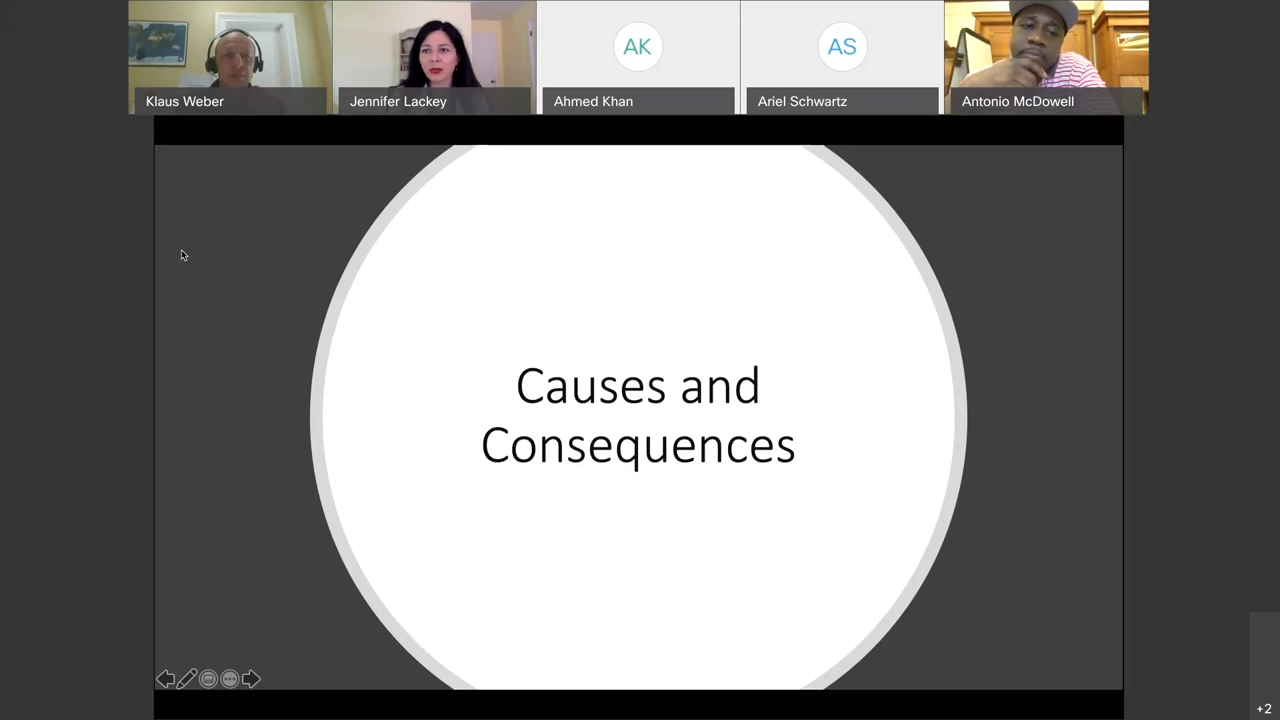 AK
AS
Klaus Weber
Jennifer Lackey
Ahmed Khan
Ariel Schwartz
Antonio McDowell
Causes and
Consequences
+2